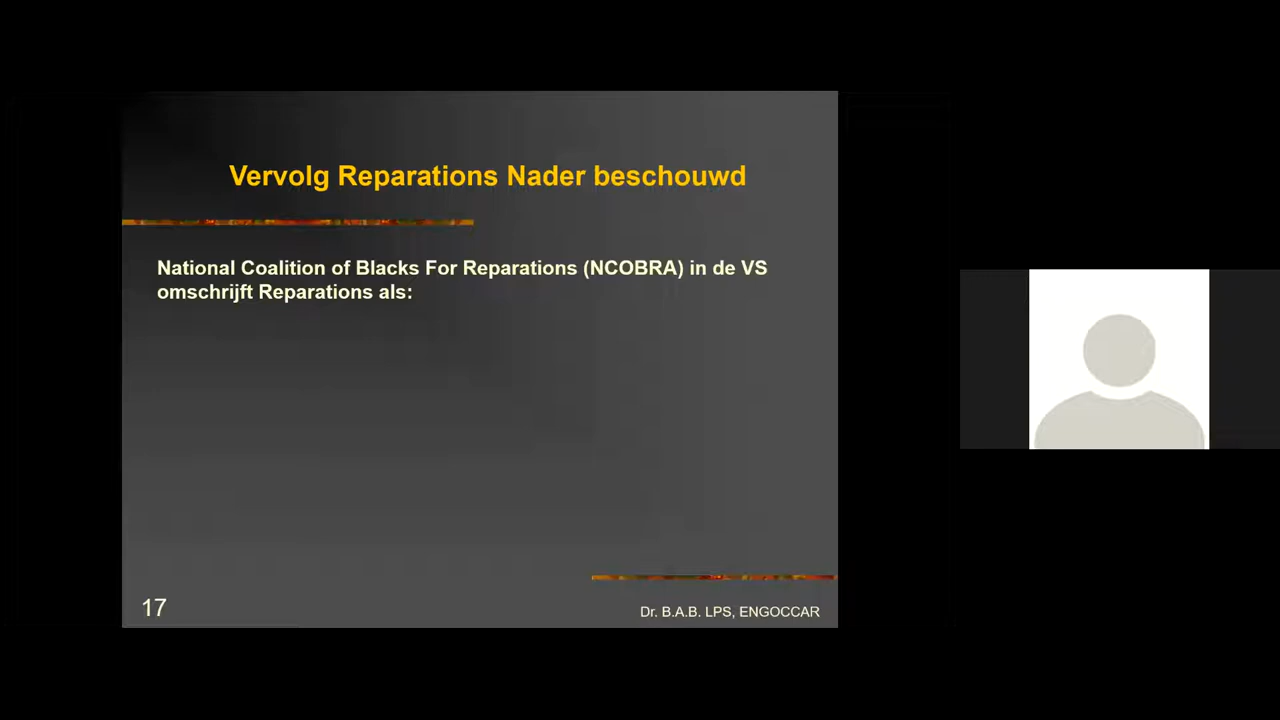 Vervolg Reparations Nader beschouwd
National Coalition of Blacks For Reparations (NCOBRA) in de VS
omschrijft Reparations als:
17
Dr. B.A.B. LPS, ENGOCCAR